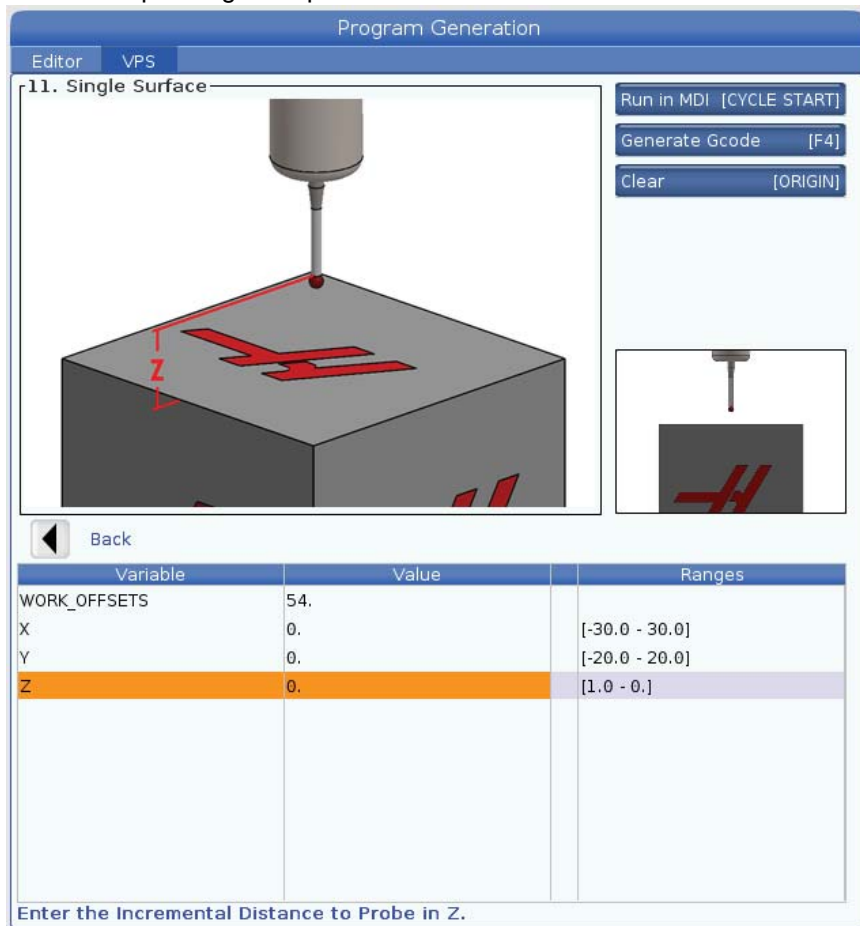 Program Generation
Editor VPS
11. Single Surface
Run in MDI [CYCLE START]
Generate Gcode [F4]
Clear [ORIGIN]
Z
Back
Variable Value Ranges
WORK_OFFSETS 54.
X 0. [-30.0 - 30.0]
Y 0. [-20.0 - 20.0]
Z 0. [1.0 - 0.]
Enter the Incremental Distance to Probe in Z.